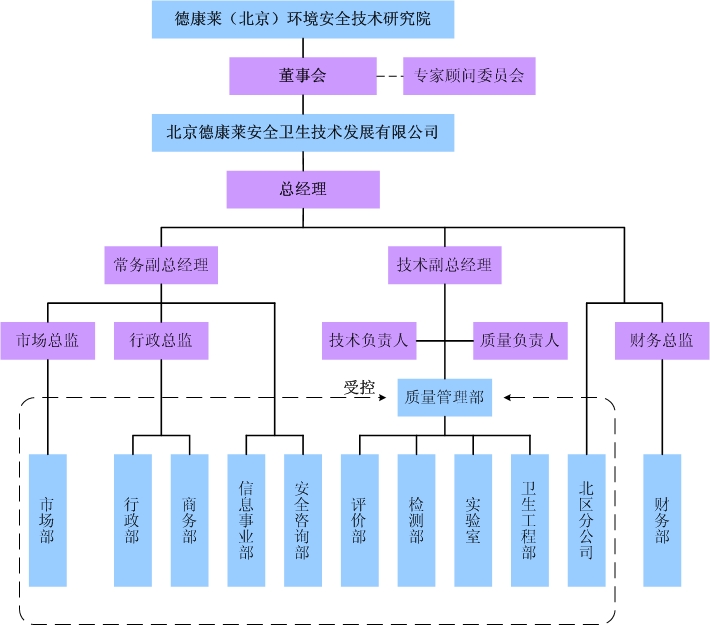 德康莱（北京）环境安全技术研究院
董事会
专家顾问委员会
北京德康莱安全卫生技术发展有限公司
总经理
常务副总经理
技术副总经理
市场总监
行政总监
技术负责人
质量负责人
财务总监
受控
质量管理部
市场部
行政部
商务部
信息事业部
安全咨询部
评价部
检测部
实验室
卫生工程部
北区分公司
财务部